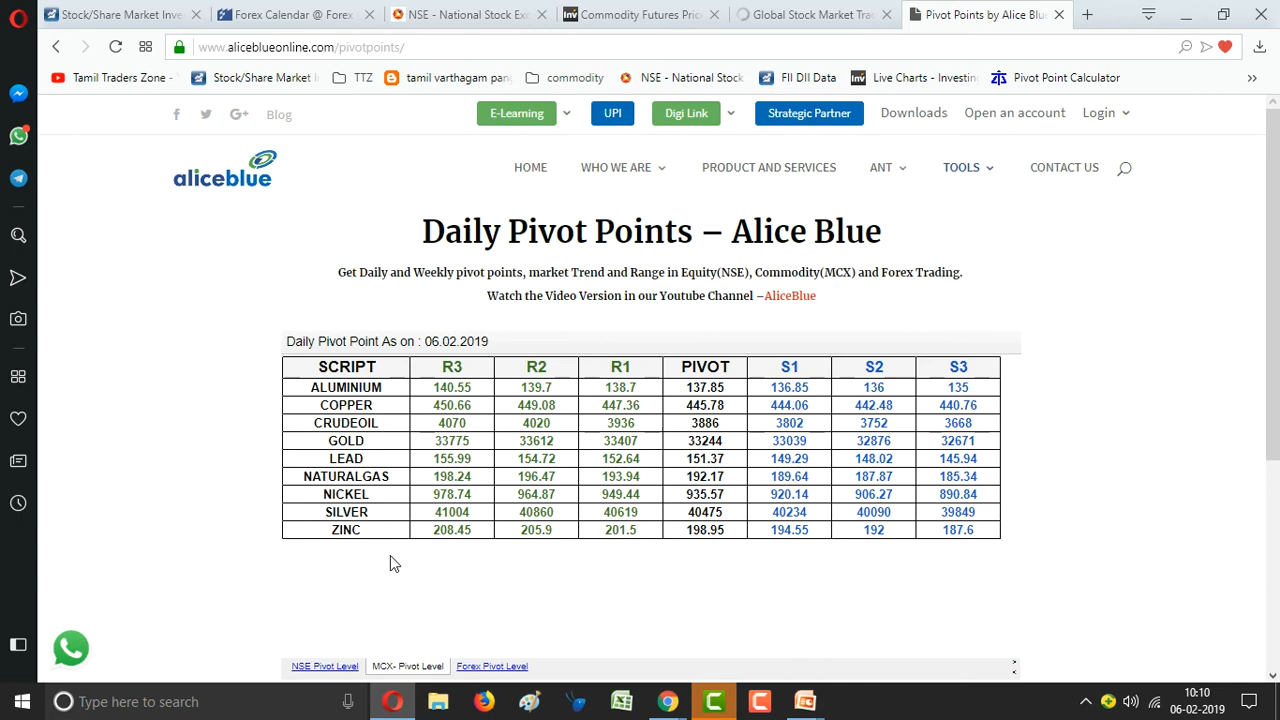 Stock/Share Market Inve
Forex Calendar @ Forex
NSE - National Stock Exc
Commodity Futures Pric
Global Stock Market Trac
Pivot Points by Alice Blu
www.aliceblueonline.com/pivotpoints/
Tamil Traders Zone -
Stock/Share Market In
TTZ
tamil varthagam pan
commodity
NSE - National Stock
FII DII Data
Live Charts - Investin
Pivot Point Calculator
Blog
E-Learning
UPI
Digi Link
Strategic Partner
Downloads
Open an account
Login
aliceblue
HOME
WHO WE ARE
PRODUCT AND SERVICES
ANT
TOOLS
CONTACT US
Daily Pivot Points – Alice Blue
Get Daily and Weekly pivot points, market Trend and Range in Equity(NSE), Commodity(MCX) and Forex Trading.
Watch the Video Version in our Youtube Channel –AliceBlue
Daily Pivot Point As on : 06.02.2019
SCRIPT R3 R2 R1 PIVOT S1 S2 S3
ALUMINIUM 140.55 139.7 138.7 137.85 136.85 136 135
COPPER 450.66 449.08 447.36 445.78 444.06 442.48 440.76
CRUDEOIL 4070 4020 3936 3886 3802 3752 3668
GOLD 33775 33612 33407 33244 33039 32876 32671
LEAD 155.99 154.72 152.64 151.37 149.29 148.02 145.94
NATURALGAS 198.24 196.47 193.94 192.17 189.64 187.87 185.34
NICKEL 978.74 964.87 949.44 935.57 920.14 906.27 890.84
SILVER 41004 40860 40619 40475 40234 40090 39849
ZINC 208.45 205.9 201.5 198.95 194.55 192 187.6
NSE Pivot Level
MCX- Pivot Level
Forex Pivot Level
Type here to search
10:10
06-02-2019